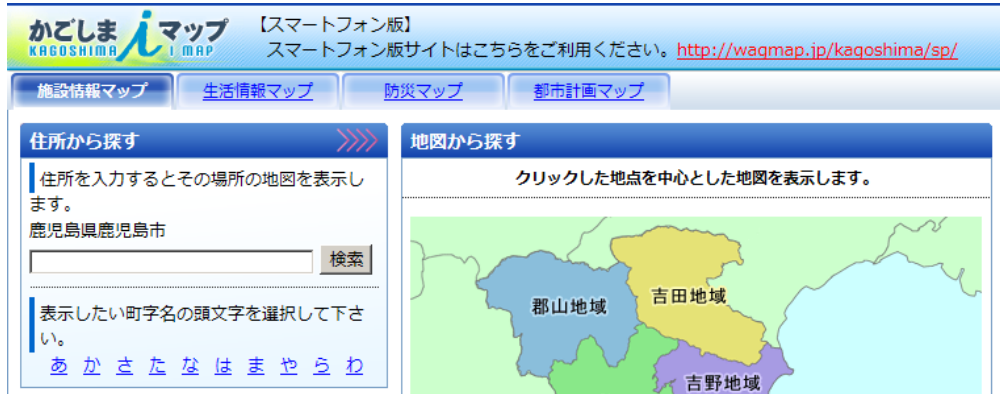 かごしま i マップ
KAGOSHIMA I MAP
【スマートフォン版】
スマートフォン版サイトはこちらをご利用ください。http://wagmap.jp/kagoshima/sp/
施設情報マップ 生活情報マップ 防災マップ 都市計画マップ
住所から探す
住所を入力するとその場所の地図を表示し
ます。
鹿児島県鹿児島市
検索
表示したい町字名の頭文字を選択して下さ
い。
あ か さ た な は ま や ら わ
地図から探す
クリックした地点を中心とした地図を表示します。
郡山地域
吉田地域
吉野地域